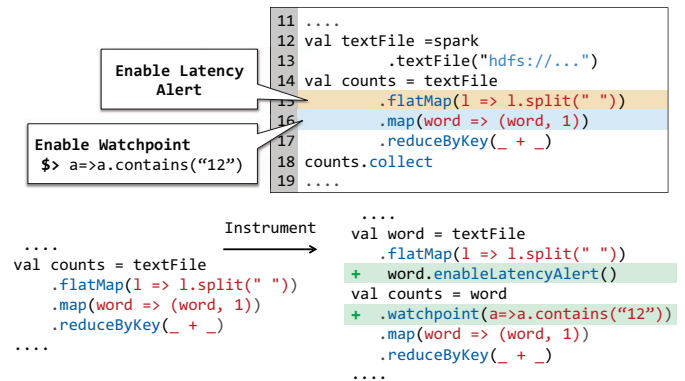 11 ....
12 val textFile =spark
13 .textFile("hdfs://...")
14 val counts = textFile
15 .flatMap(l => l.split(" "))
16 .map(word => (word, 1))
17 .reduceByKey(_ + _)
18 counts.collect
19 ....
Enable Latency
Alert
Enable Watchpoint
$> a=>a.contains(“12”)
....
val counts = textFile
.flatMap(l => l.split(" "))
.map(word => (word, 1))
.reduceByKey(_ + _)
....
Instrument
....
val word = textFile
.flatMap(l => l.split(" "))
+ word.enableLatencyAlert()
val counts = word
+ .watchpoint(a=>a.contains(“12”))
.map(word => (word, 1))
.reduceByKey(_ + _)
....